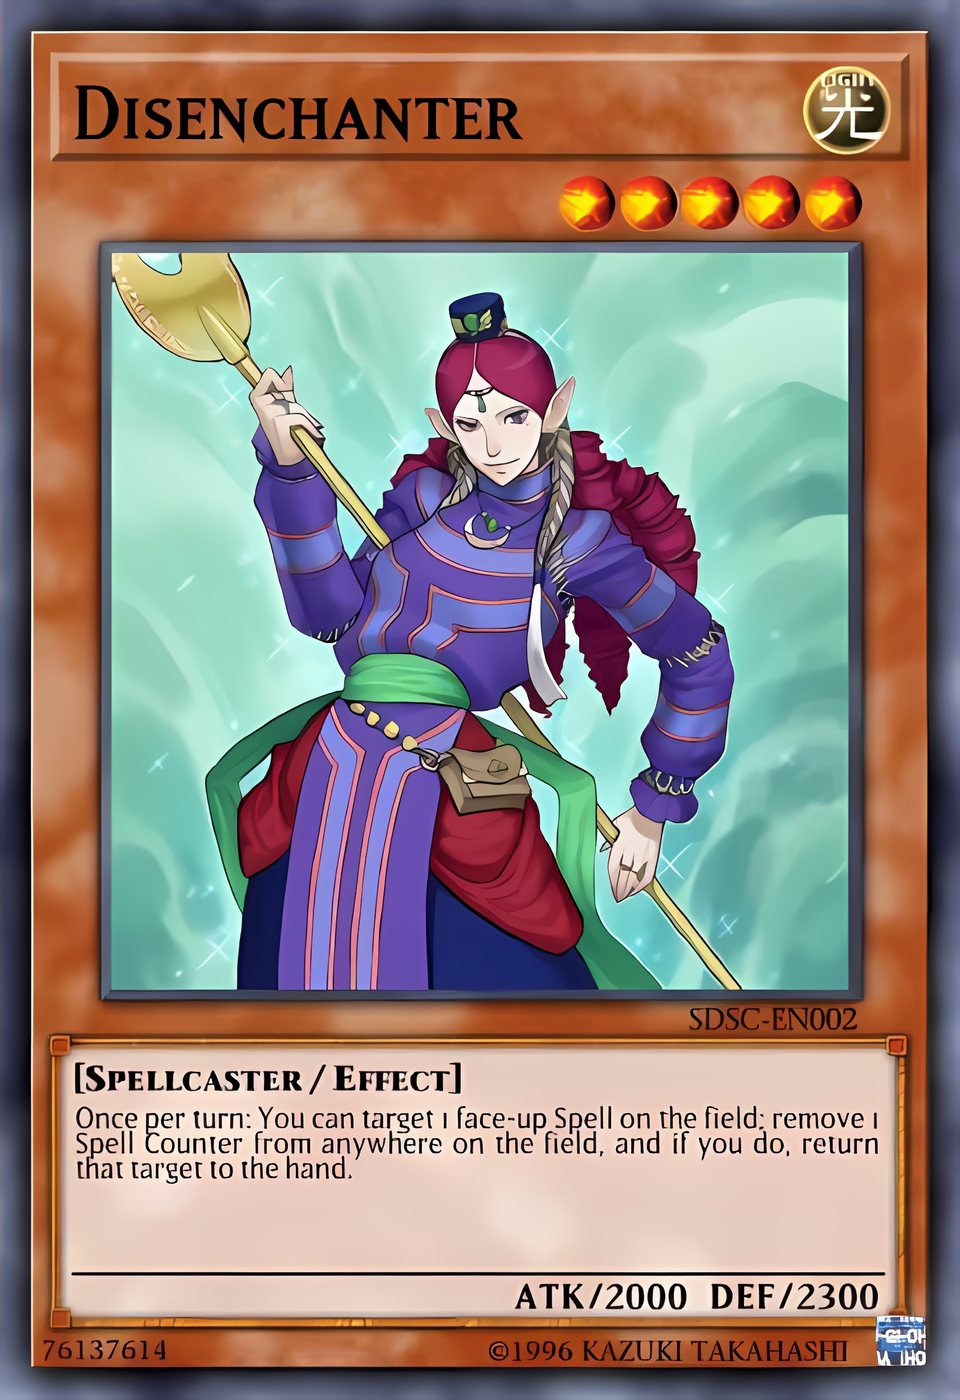 DISENCHANTER
光
SDSC-EN002
[SPELLCASTER / EFFECT]
Once per turn: You can target 1 face-up Spell on the field; remove 1
Spell Counter from anywhere on the field, and if you do, return
that target to the hand.
ATK/2000 DEF/2300
76137614
©1996 KAZUKI TAKAHASHI